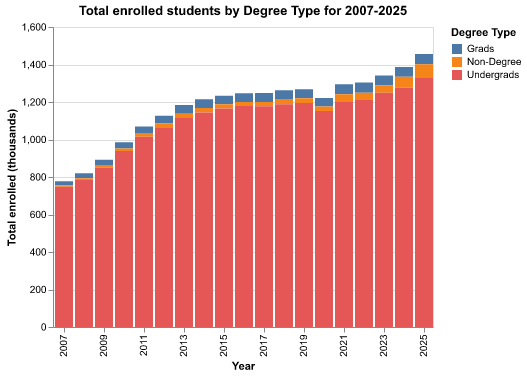 Total enrolled students by Degree Type for 2007-2025
Degree Type
Grads
Non-Degree
Undergrads
Total enrolled (thousands)
1,600
1,400
1,200
1,000
800
600
400
200
0
2007
2009
2011
2013
2015
2017
2019
2021
2023
2025
Year